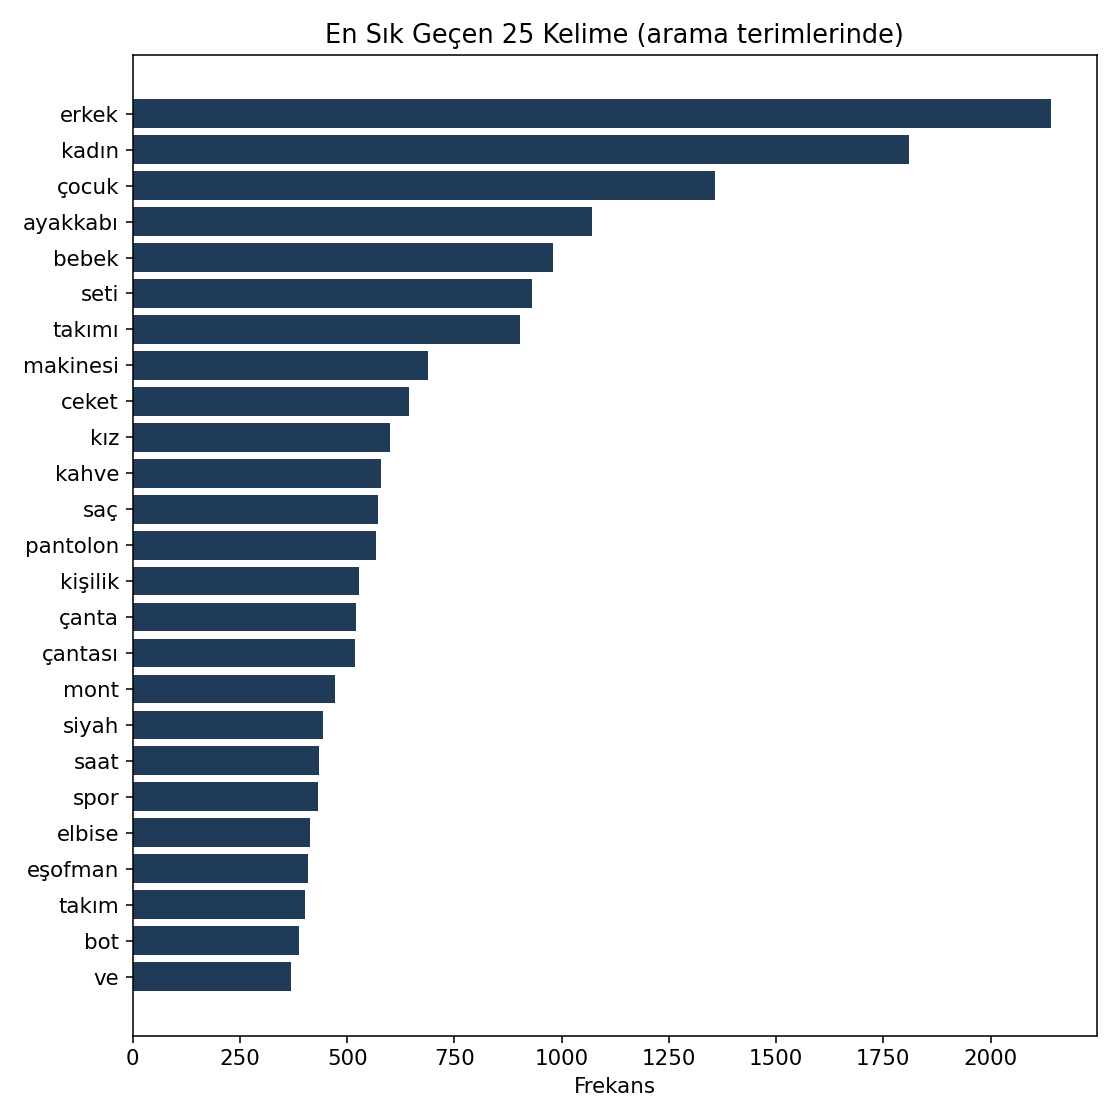 En Sık Geçen 25 Kelime (arama terimlerinde)
erkek
kadın
çocuk
ayakkabı
bebek
seti
takımı
makinesi
ceket
kız
kahve
saç
pantolon
kişilik
çanta
çantası
mont
siyah
saat
spor
elbise
eşofman
takım
bot
ve
0 250 500 750 1000 1250 1500 1750 2000
Frekans